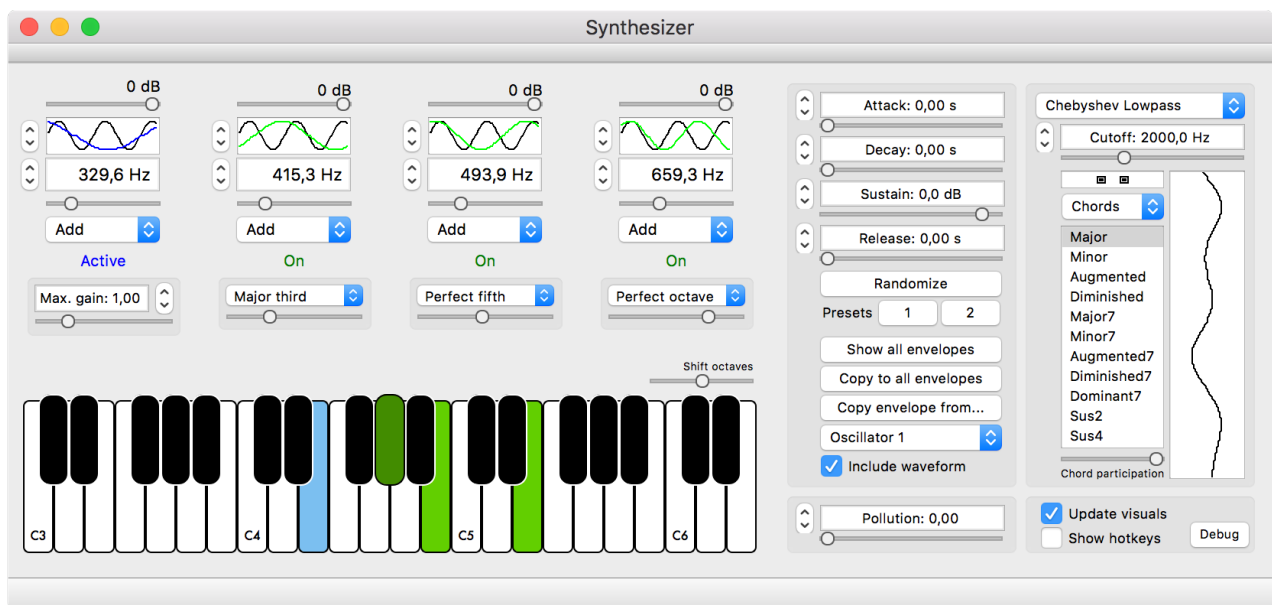 Synthesizer
0 dB
0 dB
0 dB
0 dB
329,6 Hz
415,3 Hz
493,9 Hz
659,3 Hz
Add
Add
Add
Add
Active
On
On
On
Max. gain: 1,00
Major third
Perfect fifth
Perfect octave
Shift octaves
C3
C4
C5
C6
Attack: 0,00 s
Decay: 0,00 s
Sustain: 0,0 dB
Release: 0,00 s
Randomize
Presets 1 2
Show all envelopes
Copy to all envelopes
Copy envelope from...
Oscillator 1
Include waveform
Pollution: 0,00
Chebyshev Lowpass
Cutoff: 2000,0 Hz
Chords
Major
Minor
Augmented
Diminished
Major7
Minor7
Augmented7
Diminished7
Dominant7
Sus2
Sus4
Chord participation
Update visuals
Show hotkeys
Debug